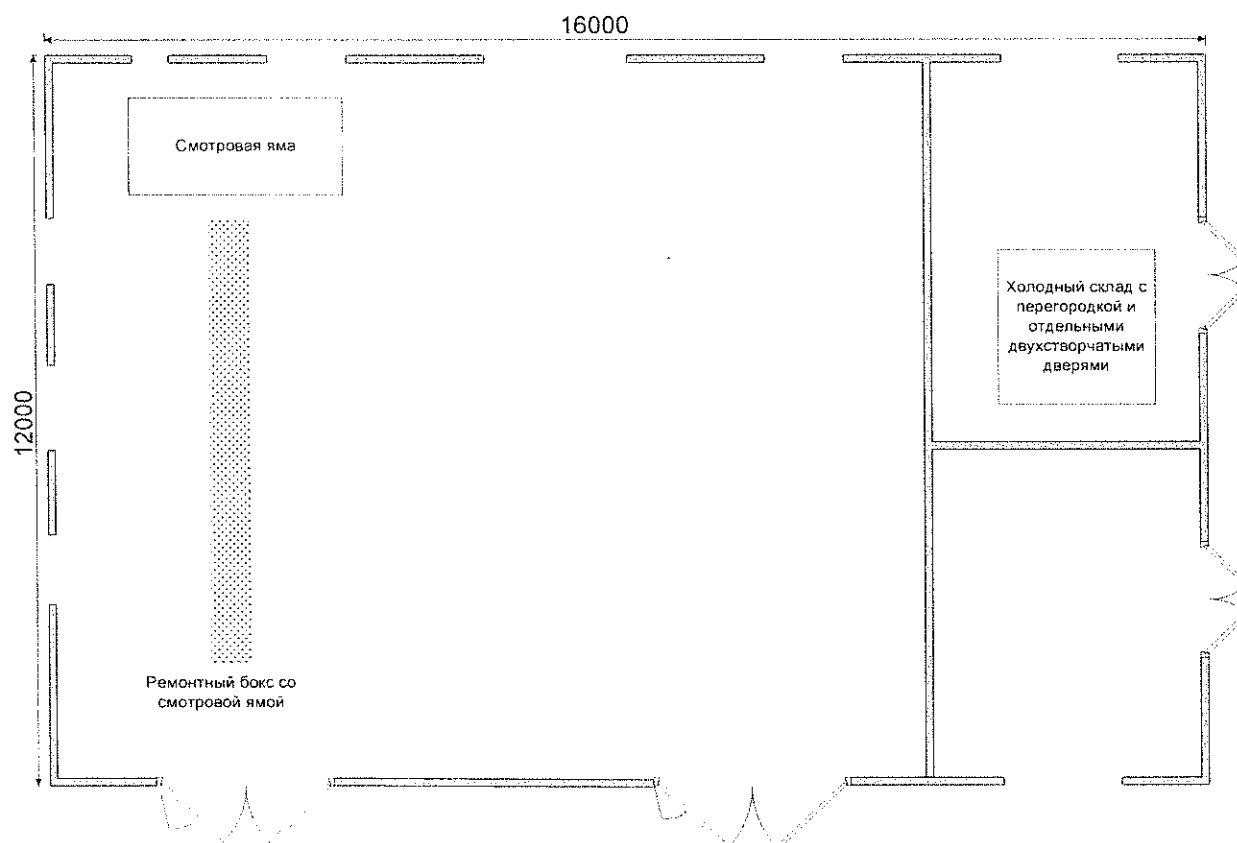 16000
Смотровая яма
Холодный склад с
перегородкой и
отдельными
двухстворчатыми
дверями
12000
Ремонтный бокс со
смотровой ямой